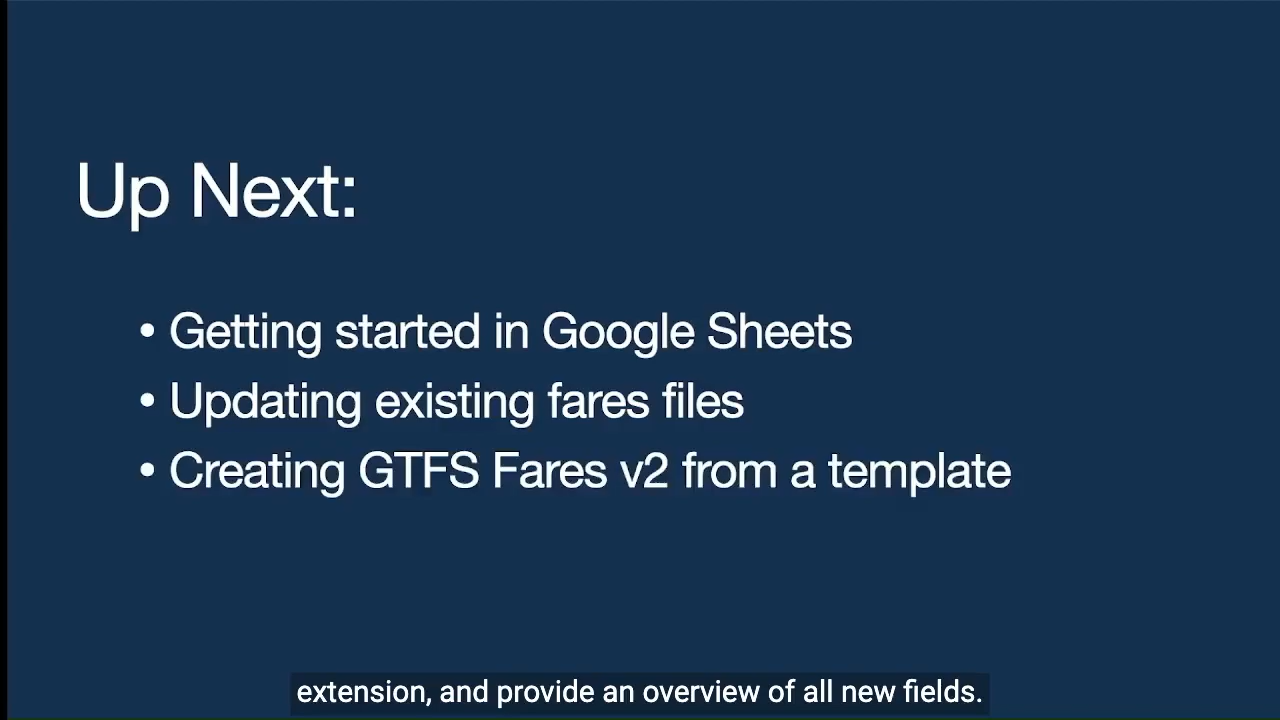 Up Next:
• Getting started in Google Sheets
• Updating existing fares files
• Creating GTFS Fares v2 from a template
extension, and provide an overview of all new fields.